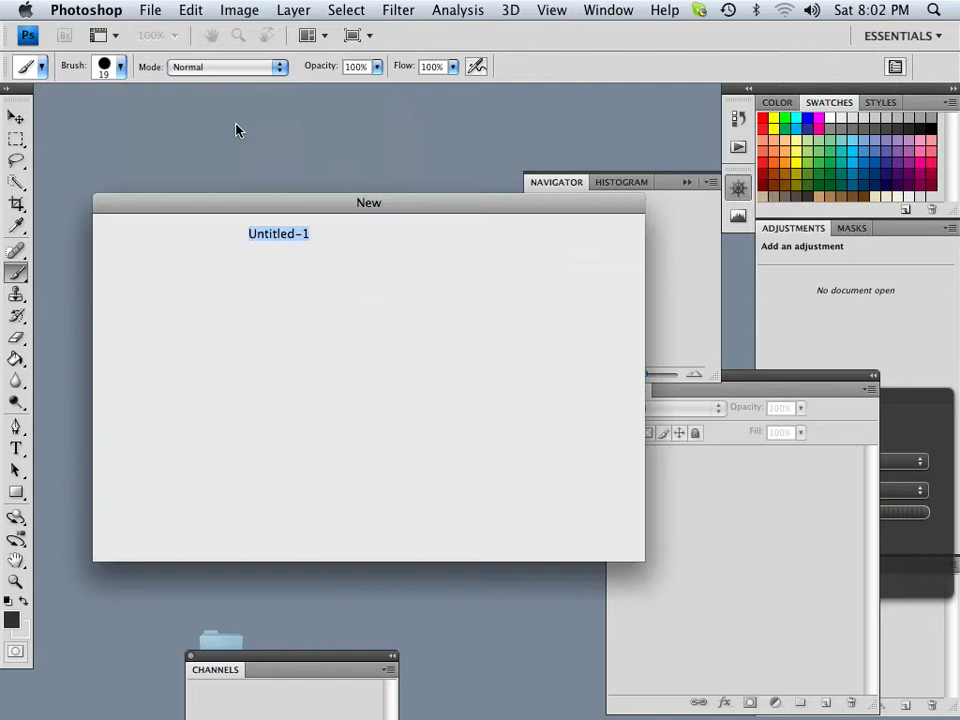 Photoshop File Edit Image Layer Select Filter Analysis 3D View Window Help Sat 8:02 PM
Ps Br 100% ESSENTIALS
Brush: 19 Mode: Normal Opacity: 100% Flow: 100%
COLOR SWATCHES STYLES
NAVIGATOR HISTOGRAM
New
Untitled-1
ADJUSTMENTS MASKS
Add an adjustment
No document open
Opacity: 100%
Fill: 100%
CHANNELS